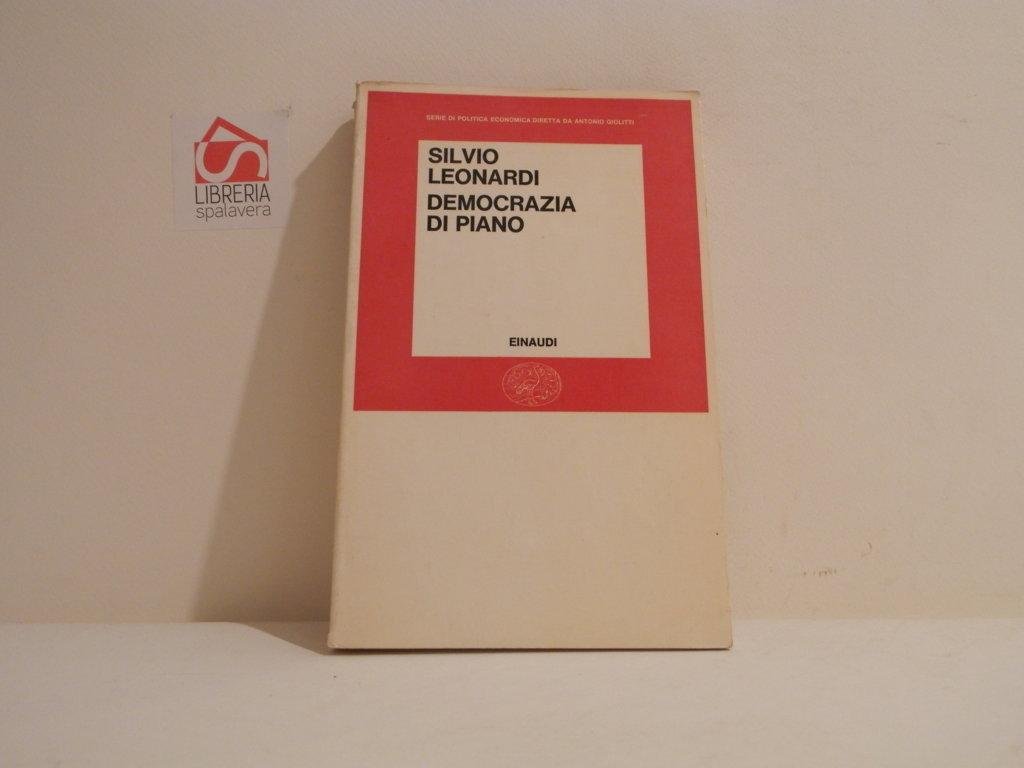 LIBRERIA
spalavera
SERIE DI POLITICA ECONOMICA DIRETTA DA ANTONIO GIOLITTI
SILVIO
LEONARDI
DEMOCRAZIA
DI PIANO
EINAUDI